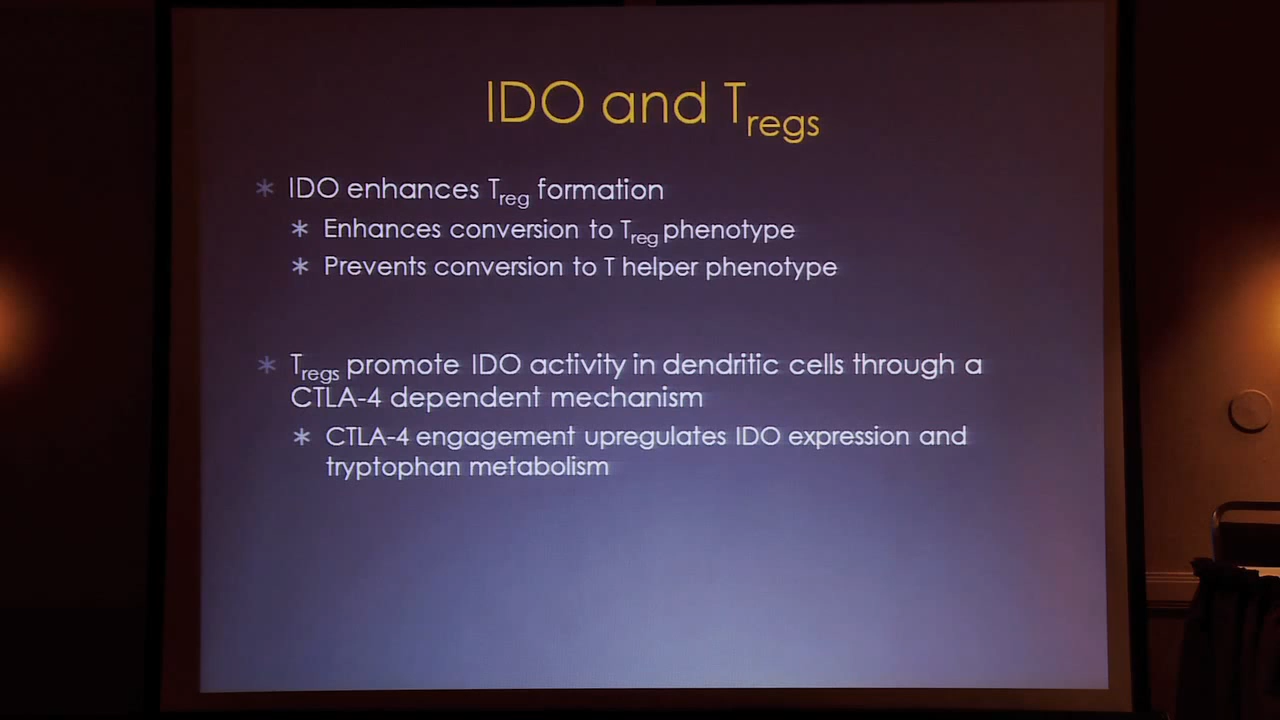 IDO and Tregs
* IDO enhances Treg formation
* Enhances conversion to Treg phenotype
* Prevents conversion to T helper phenotype
* Tregs promote IDO activity in dendritic cells through a
CTLA-4 dependent mechanism
* CTLA-4 engagement upregulates IDO expression and
tryptophan metabolism